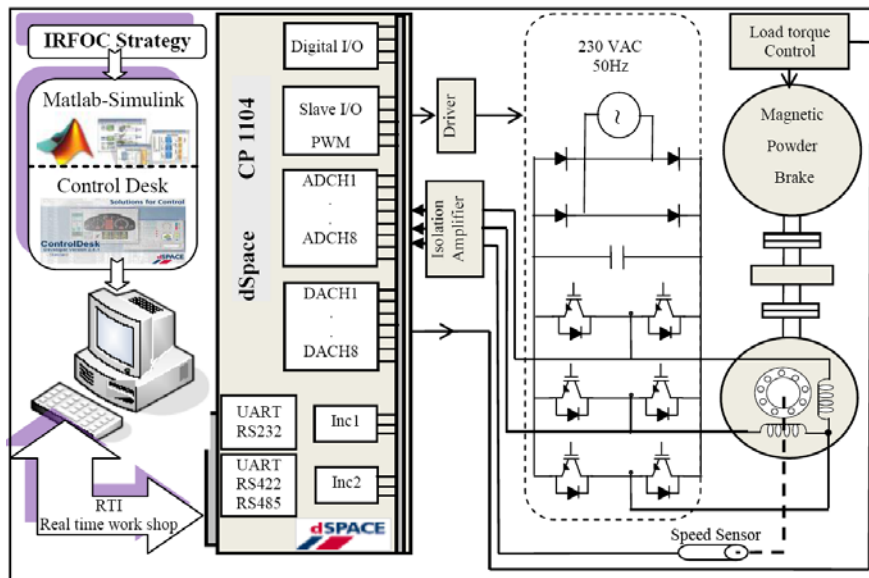 IRFOC Strategy
Matlab-Simulink
Control Desk
Solutions for Control
ControlDesk
dSPACE
RTI
Real time work shop
dSpace CP 1104
Digital I/O
Slave I/O
PWM
ADCH1
.
.
ADCH8
DACH1
.
.
DACH8
UART
RS232
Inc1
UART
RS422
RS485
Inc2
dSPACE
Driver
Isolation
Amplifier
230 VAC
50Hz
~
Load torque
Control
Magnetic
Powder
Brake
Speed Sensor